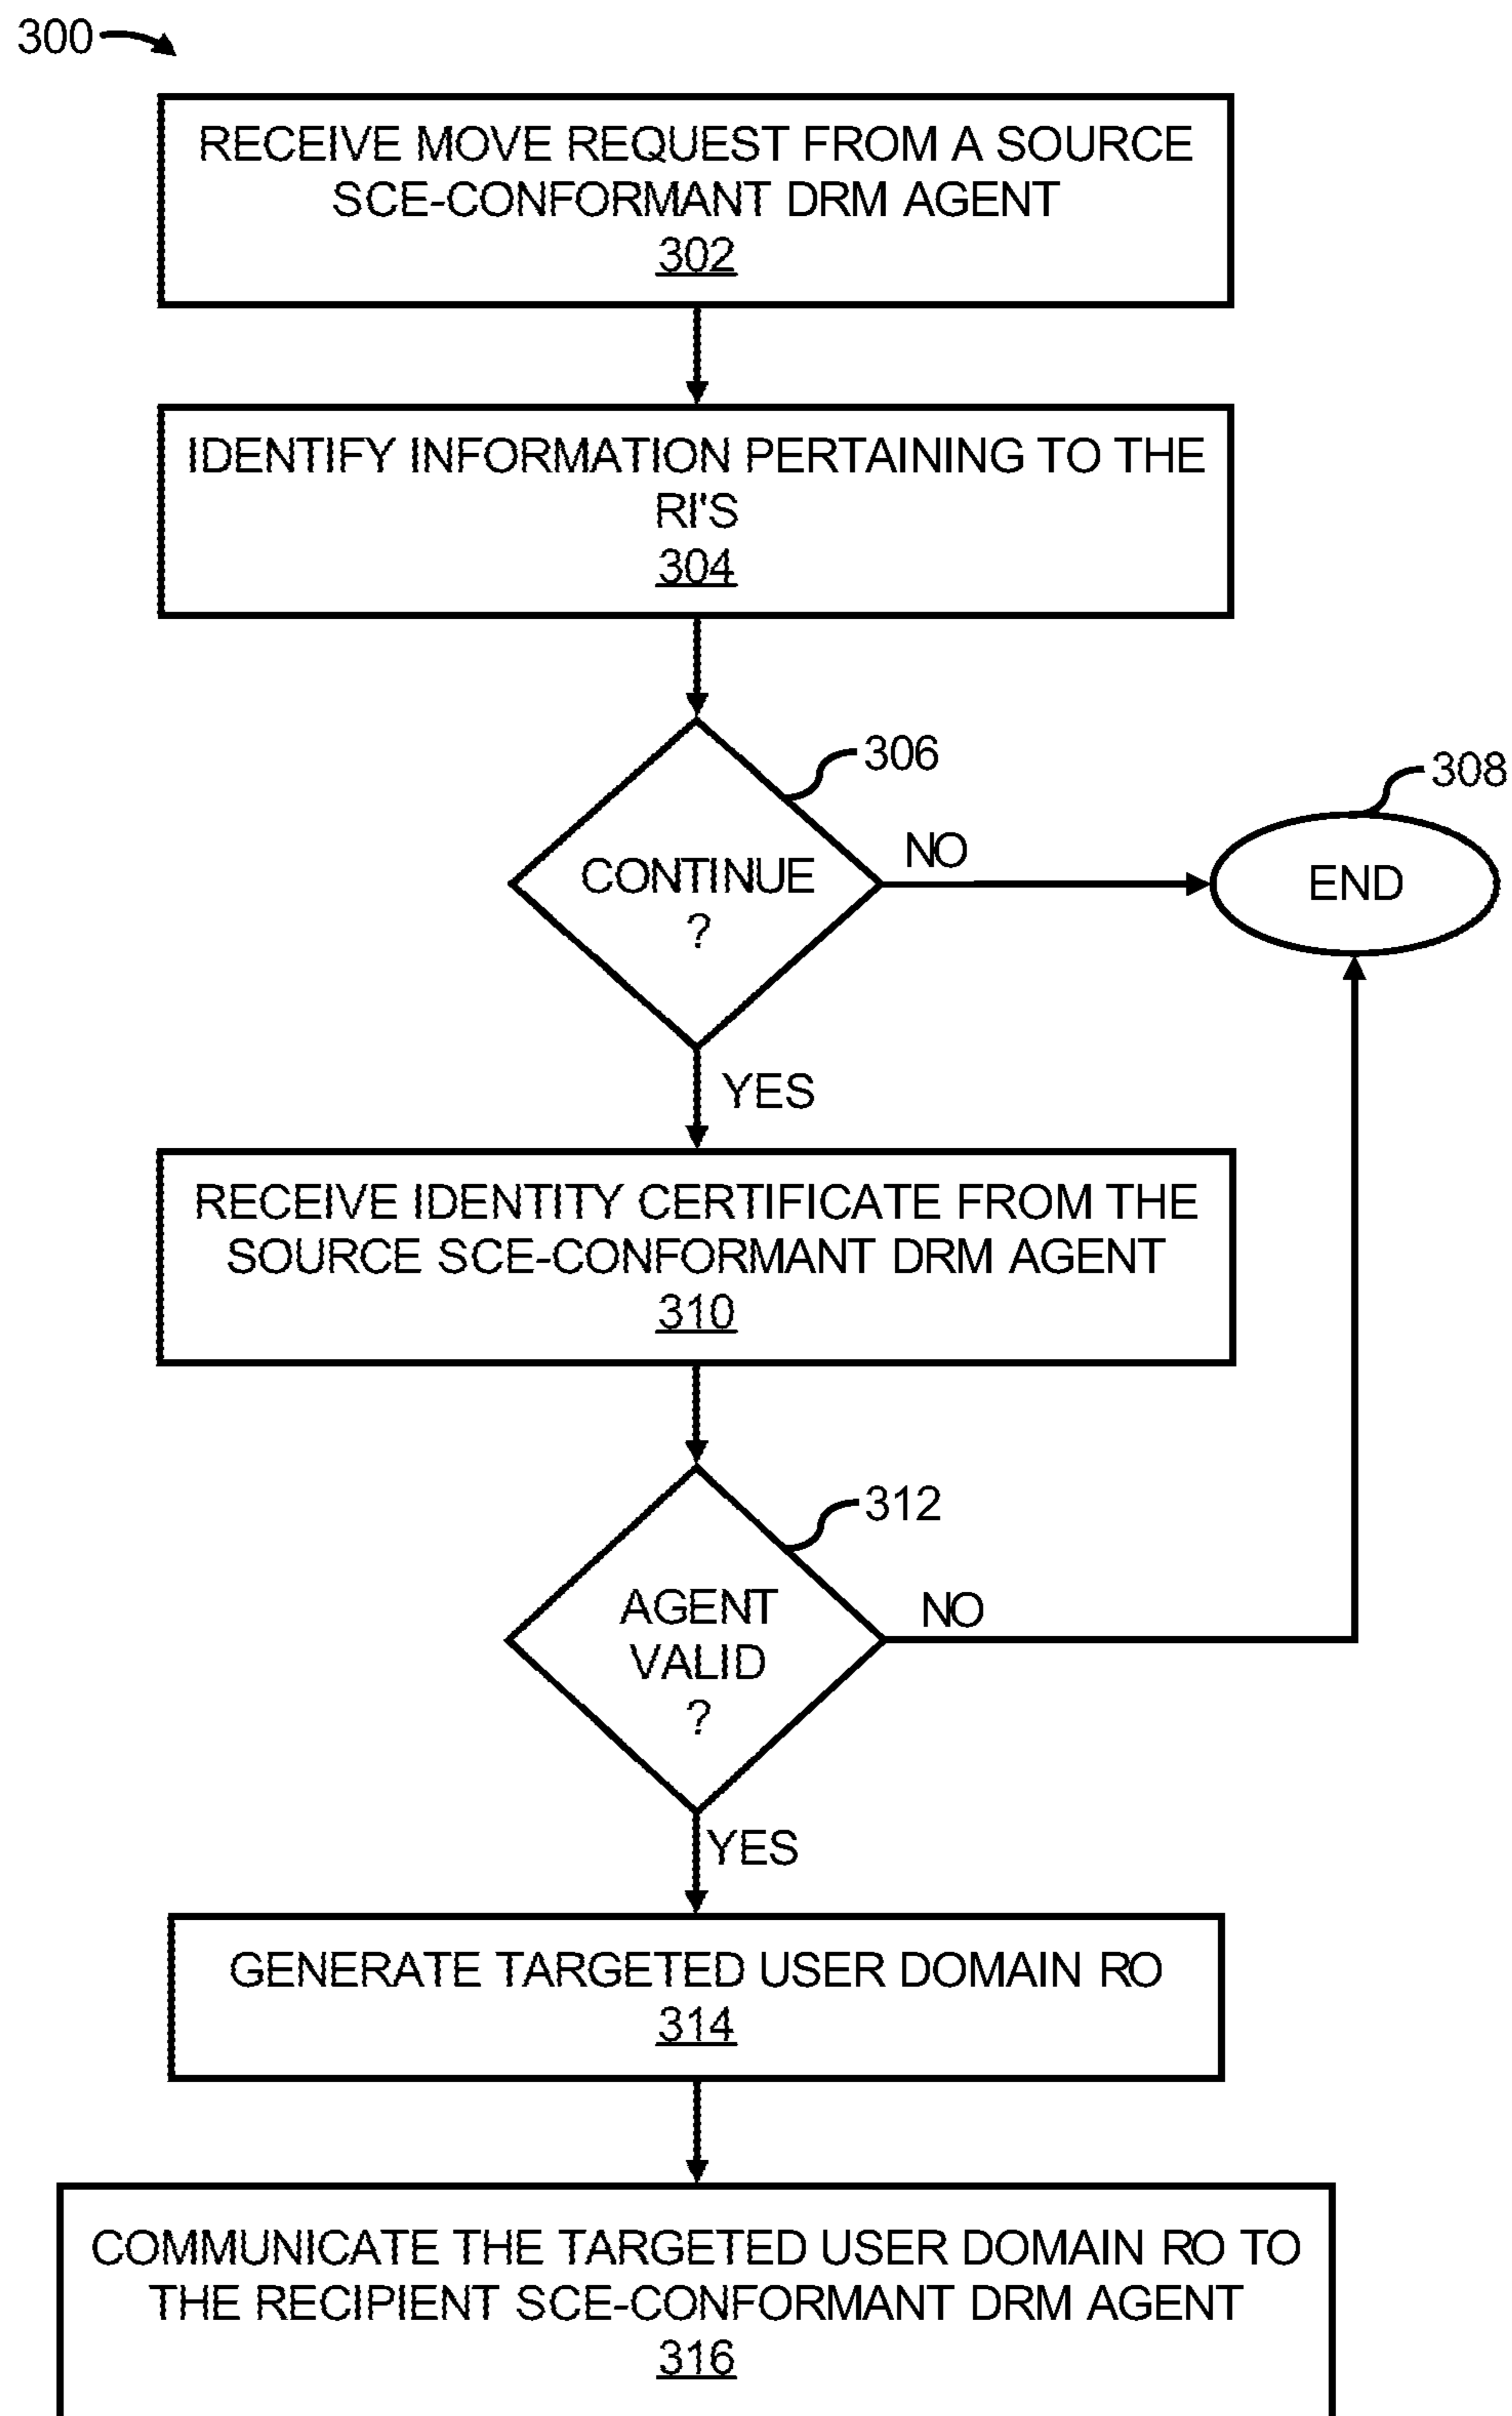 300
RECEIVE MOVE REQUEST FROM A SOURCE
SCE-CONFORMANT DRM AGENT
302
IDENTIFY INFORMATION PERTAINING TO THE
RI'S
304
306
308
CONTINUE
?
NO
END
YES
RECEIVE IDENTITY CERTIFICATE FROM THE
SOURCE SCE-CONFORMANT DRM AGENT
310
312
AGENT
VALID
?
NO
YES
GENERATE TARGETED USER DOMAIN RO
314
COMMUNICATE THE TARGETED USER DOMAIN RO TO
THE RECIPIENT SCE-CONFORMANT DRM AGENT
316